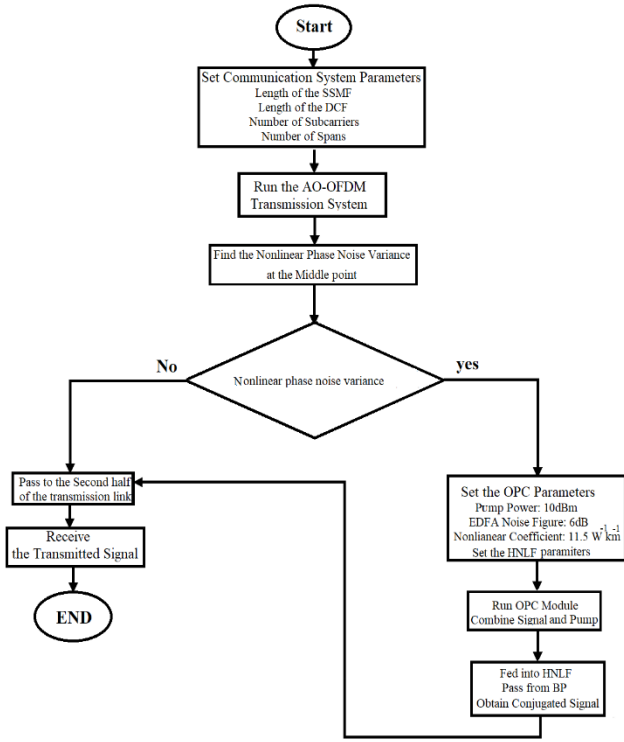 Start
Set Communication System Parameters
Length of the SSMF
Length of the DCF
Number of Subcarriers
Number of Spans
Run the AO-OFDM
Transmission System
Find the Nonlinear Phase Noise Variance
at the Middle point
Nonlinear phase noise variance
No
yes
Pass to the Second half
of the transmission link
Receive
the Transmitted Signal
END
Set the OPC Parameters
Pump Power: 10dBm
EDFA Noise Figure: 6dB
Nonlianear Coefficient: 11.5 W⁻¹km⁻¹
Set the HNLF paramiters
Run OPC Module
Combine Signal and Pump
Fed into HNLF
Pass from BP
Obtain Conjugated Signal